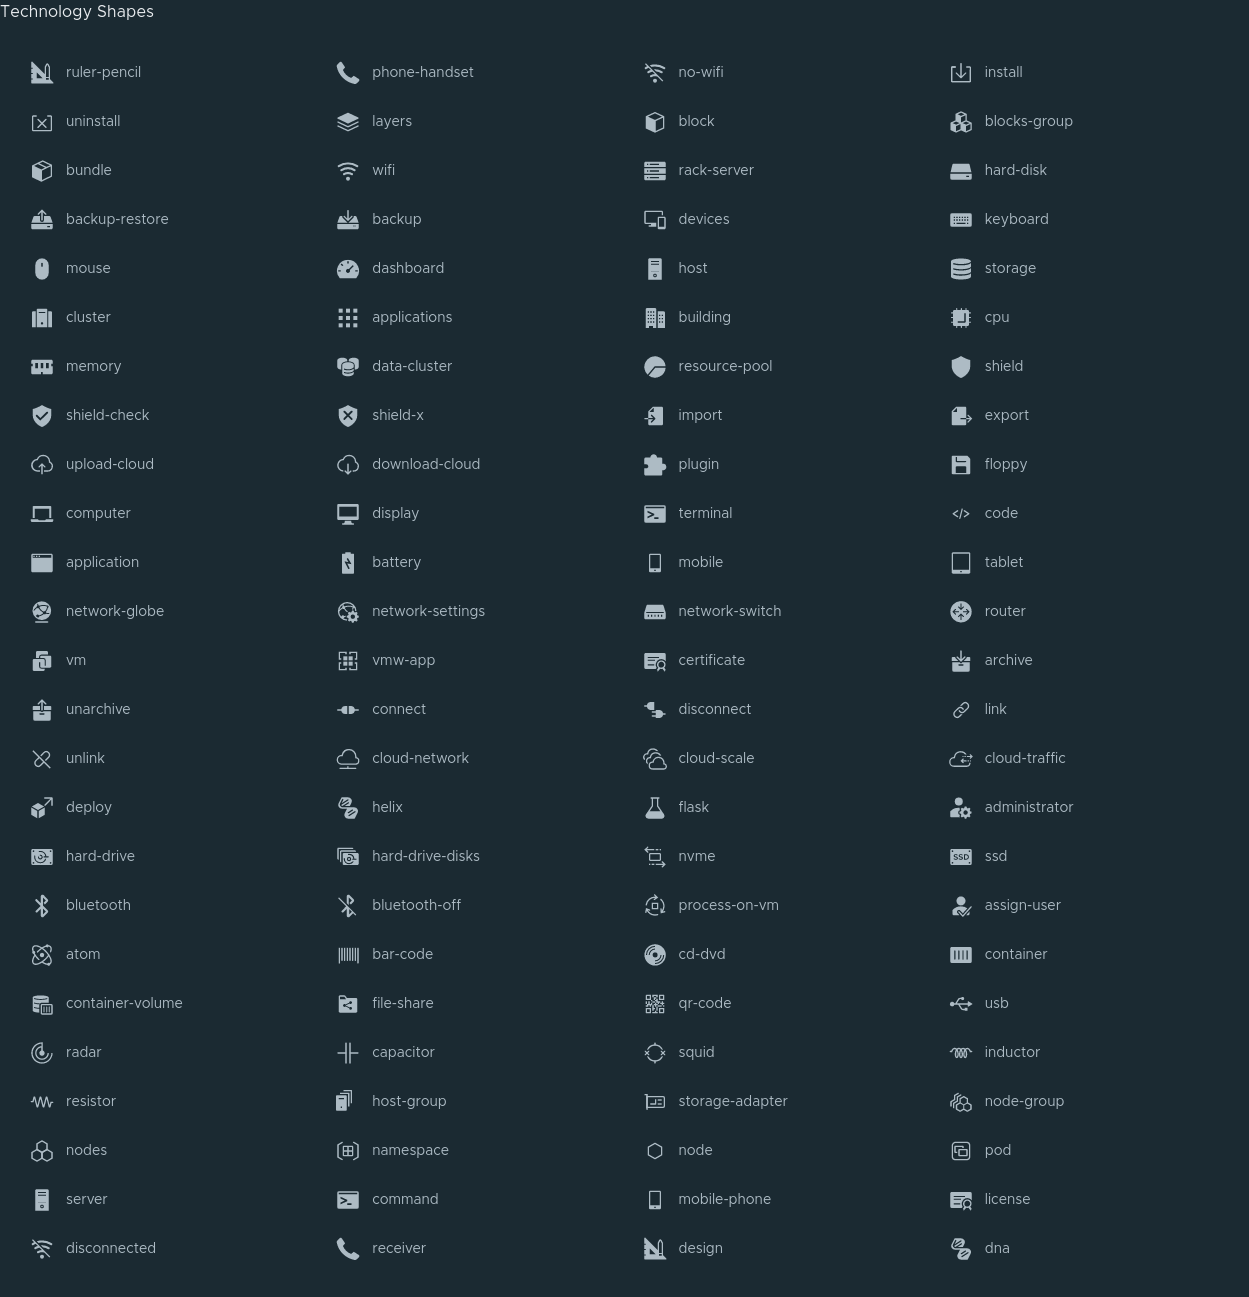 Technology Shapes
ruler-pencil phone-handset no-wifi install
uninstall layers block blocks-group
bundle wifi rack-server hard-disk
backup-restore backup devices keyboard
mouse dashboard host storage
cluster applications building cpu
memory data-cluster resource-pool shield
shield-check shield-x import export
upload-cloud download-cloud plugin floppy
computer display terminal code
application battery mobile tablet
network-globe network-settings network-switch router
vm vmw-app certificate archive
unarchive connect disconnect link
unlink cloud-network cloud-scale cloud-traffic
deploy helix flask administrator
hard-drive hard-drive-disks nvme SSD ssd
bluetooth bluetooth-off process-on-vm assign-user
atom bar-code cd-dvd container
container-volume file-share qr-code usb
radar capacitor squid inductor
resistor host-group storage-adapter node-group
nodes namespace node pod
server command mobile-phone license
disconnected receiver design dna